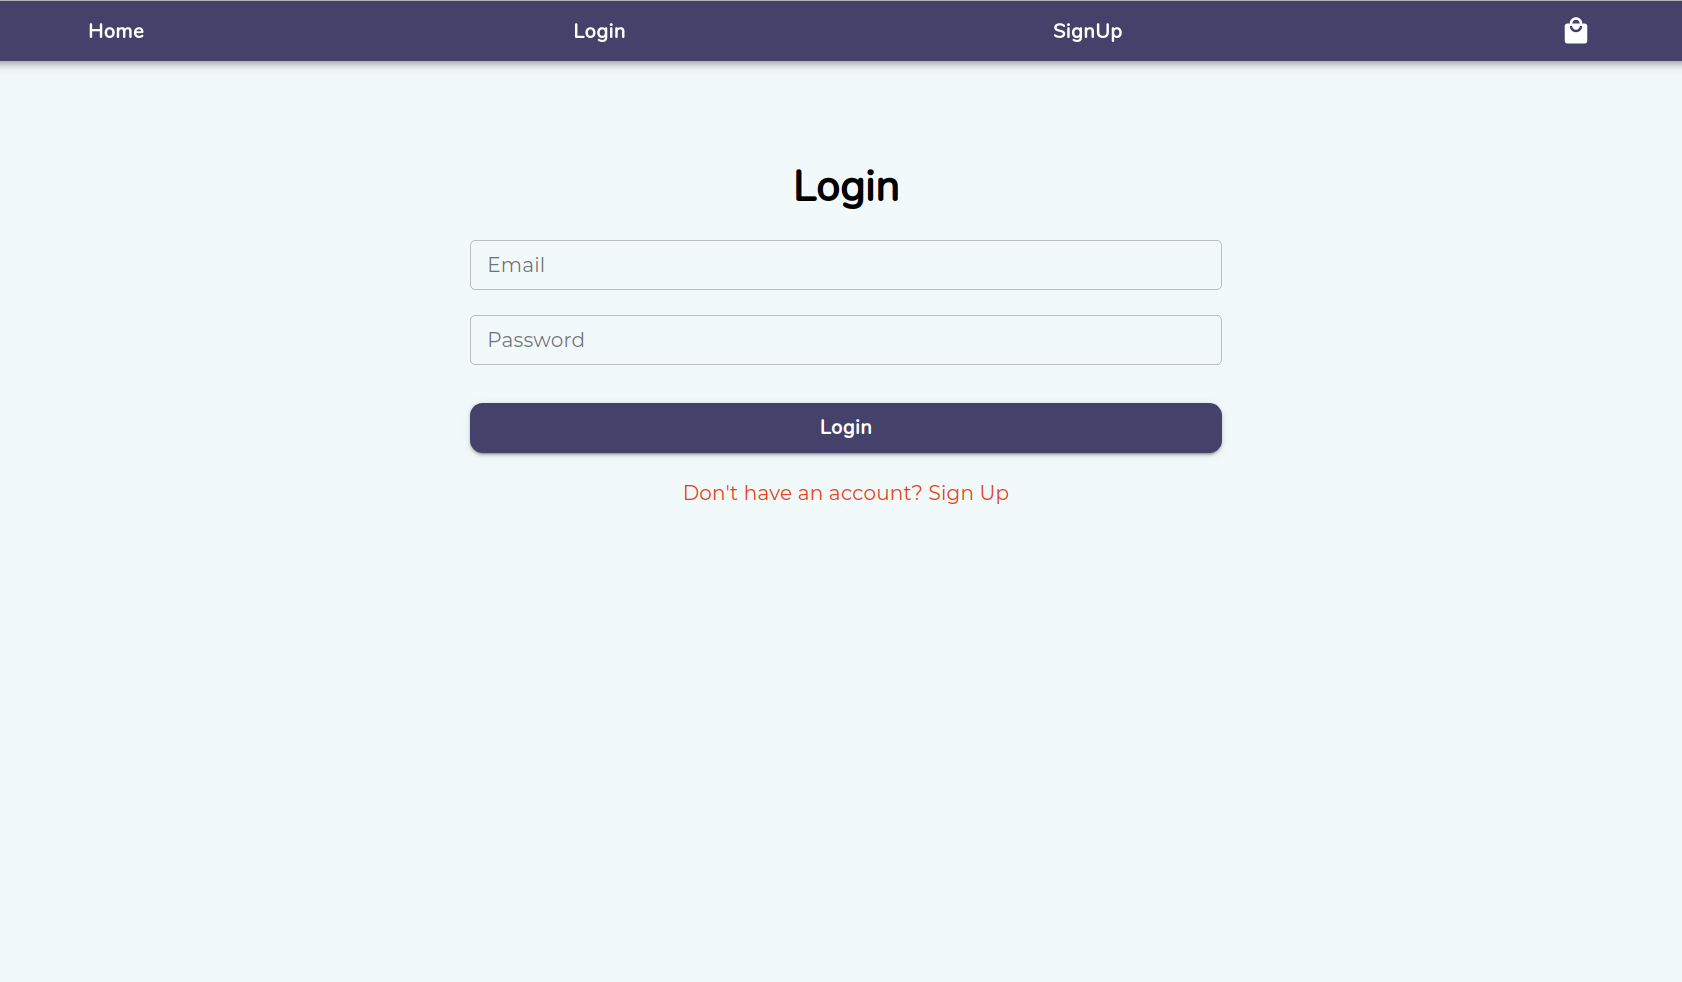 Home Login SignUp
Login
Email
Password
Login
Don't have an account? Sign Up